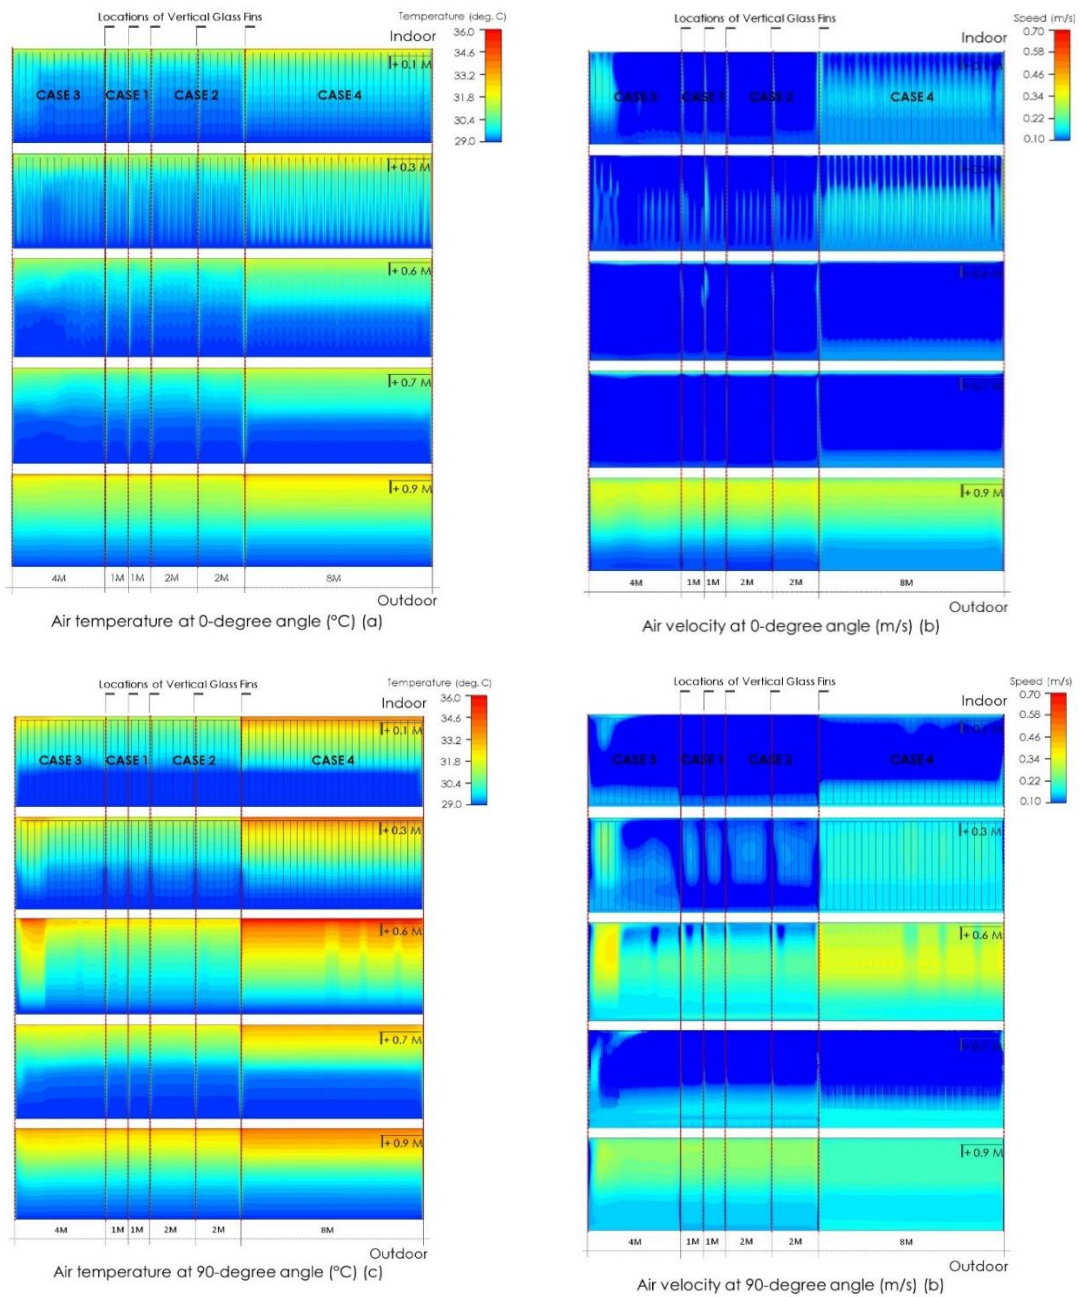 Locations of Vertical Glass Fins
Temperature (deg. C)
Indoor
36.0
34.6
33.2
31.8
30.4
29.0
+ 0.1 M
CASE 3 CASE 1 CASE 2 CASE 4
+ 0.3 M
+ 0.6 M
+ 0.7 M
+ 0.9 M
4M 1M 1M 2M 2M 8M
Outdoor
Air temperature at 0-degree angle (°C) (a)
Locations of Vertical Glass Fins
Speed (m/s)
Indoor
0.70
0.58
0.46
0.34
0.22
0.10
CASE 3 CASE 1 CASE 2 CASE 4
+ 0.9 M
4M 1M 1M 2M 2M 8M
Outdoor
Air velocity at 0-degree angle (m/s) (b)
Locations of Vertical Glass Fins
Temperature (deg. C)
Indoor
36.0
34.6
33.2
31.8
30.4
29.0
+ 0.1 M
CASE 3 CASE 1 CASE 2 CASE 4
+ 0.3 M
+ 0.6 M
+ 0.7 M
+ 0.9 M
4M 1M 1M 2M 2M 8M
Outdoor
Air temperature at 90-degree angle (°C) (c)
Locations of Vertical Glass Fins
Speed (m/s)
Indoor
0.70
0.58
0.46
0.34
0.22
0.10
CASE 3 CASE 1 CASE 2 CASE 4
+ 0.3 M
+ 0.6 M
+ 0.9 M
4M 1M 1M 2M 2M 8M
Outdoor
Air velocity at 90-degree angle (m/s) (b)